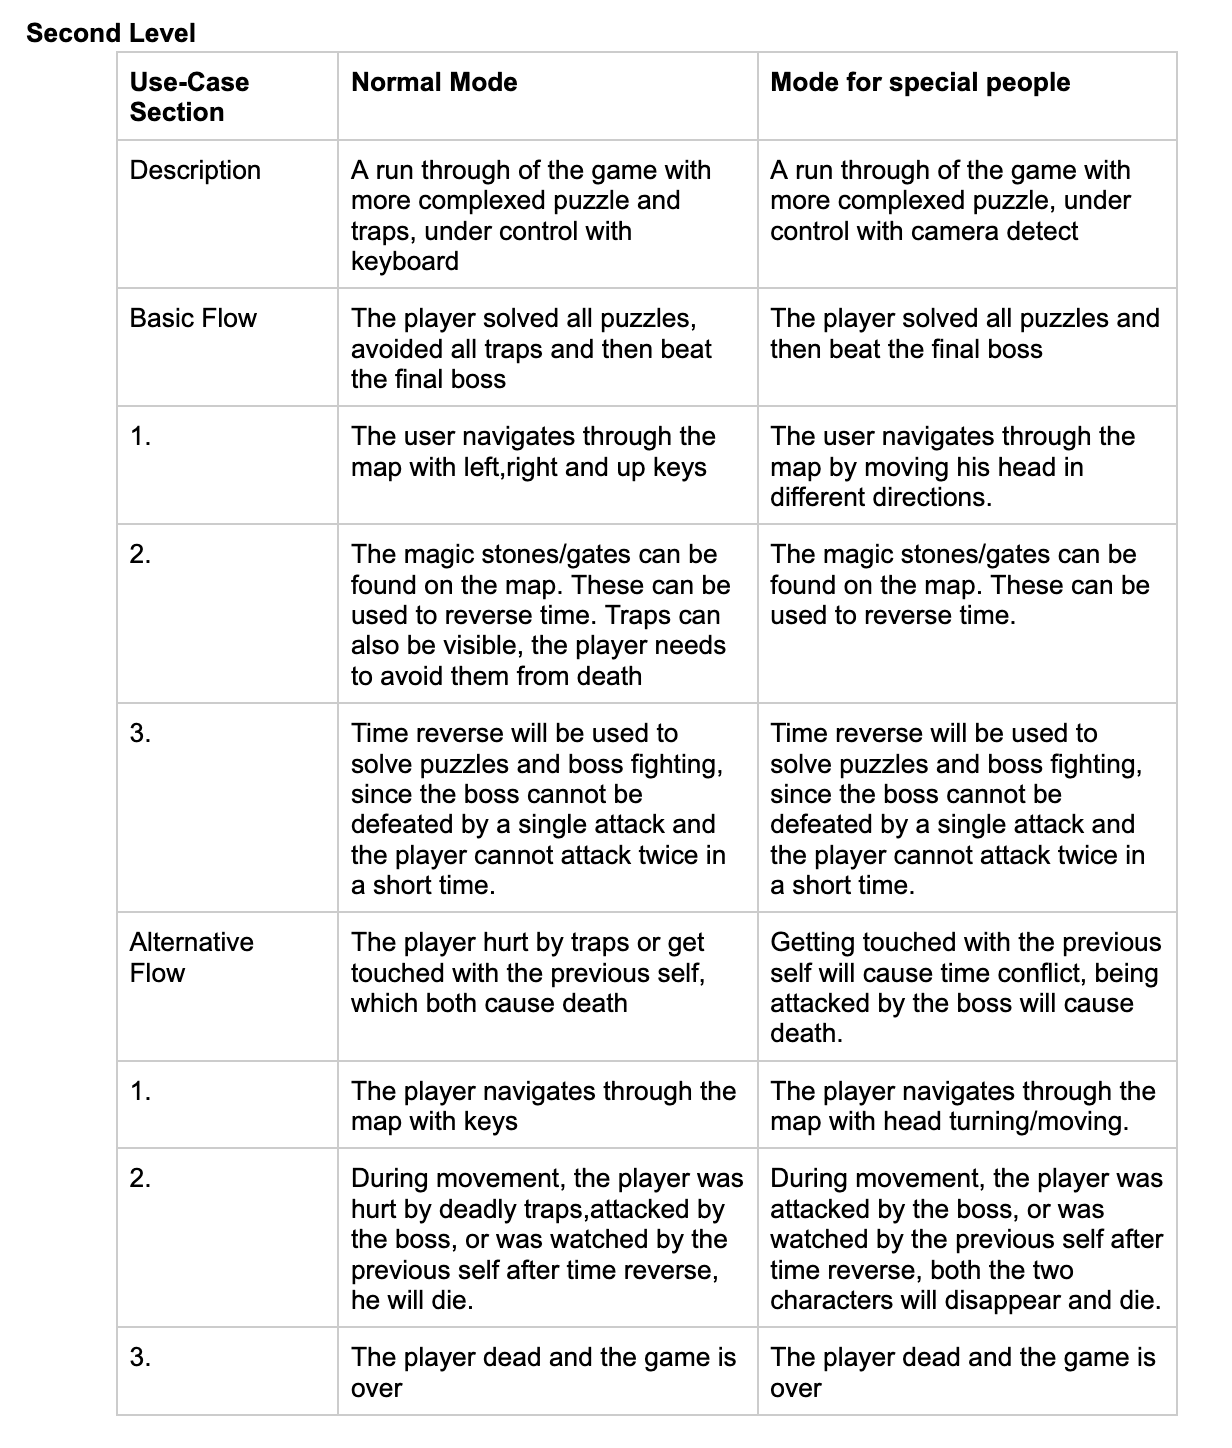 Second Level
Use-Case
Section
Normal Mode
Mode for special people
Description
A run through of the game with
more complexed puzzle and
traps, under control with
keyboard
A run through of the game with
more complexed puzzle, under
control with camera detect
Basic Flow
The player solved all puzzles,
avoided all traps and then beat
the final boss
The player solved all puzzles and
then beat the final boss
1.
The user navigates through the
map with left,right and up keys
The user navigates through the
map by moving his head in
different directions.
2.
The magic stones/gates can be
found on the map. These can be
used to reverse time. Traps can
also be visible, the player needs
to avoid them from death
The magic stones/gates can be
found on the map. These can be
used to reverse time.
3.
Time reverse will be used to
solve puzzles and boss fighting,
since the boss cannot be
defeated by a single attack and
the player cannot attack twice in
a short time.
Time reverse will be used to
solve puzzles and boss fighting,
since the boss cannot be
defeated by a single attack and
the player cannot attack twice in
a short time.
Alternative
Flow
The player hurt by traps or get
touched with the previous self,
which both cause death
Getting touched with the previous
self will cause time conflict, being
attacked by the boss will cause
death.
1.
The player navigates through the
map with keys
The player navigates through the
map with head turning/moving.
2.
During movement, the player was
hurt by deadly traps,attacked by
the boss, or was watched by the
previous self after time reverse,
he will die.
During movement, the player was
attacked by the boss, or was
watched by the previous self after
time reverse, both the two
characters will disappear and die.
3.
The player dead and the game is
over
The player dead and the game is
over